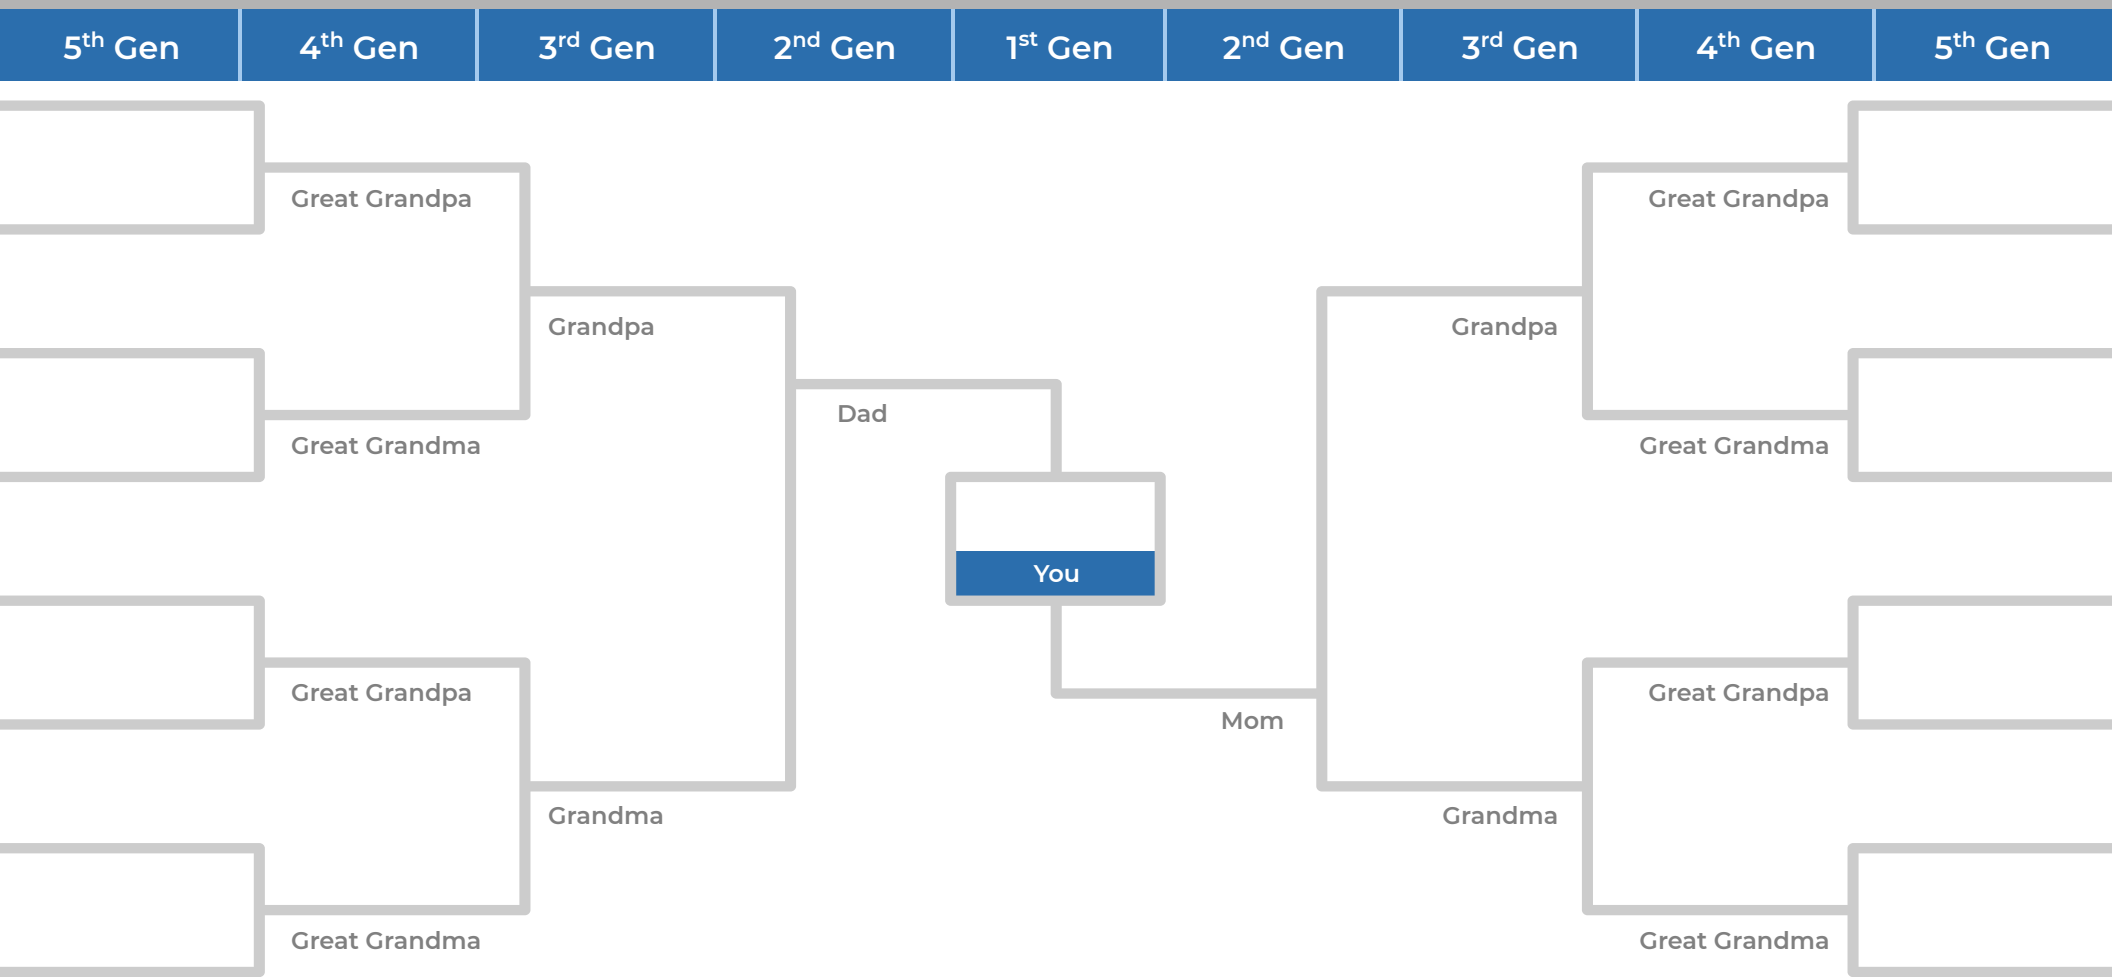 5th Gen 4th Gen 3rd Gen 2nd Gen 1st Gen 2nd Gen 3rd Gen 4th Gen 5th Gen
Great Grandpa Great Grandpa
Grandpa Grandpa
Dad
Great Grandma Great Grandma
You
Great Grandpa Great Grandpa
Mom
Grandma Grandma
Great Grandma Great Grandma